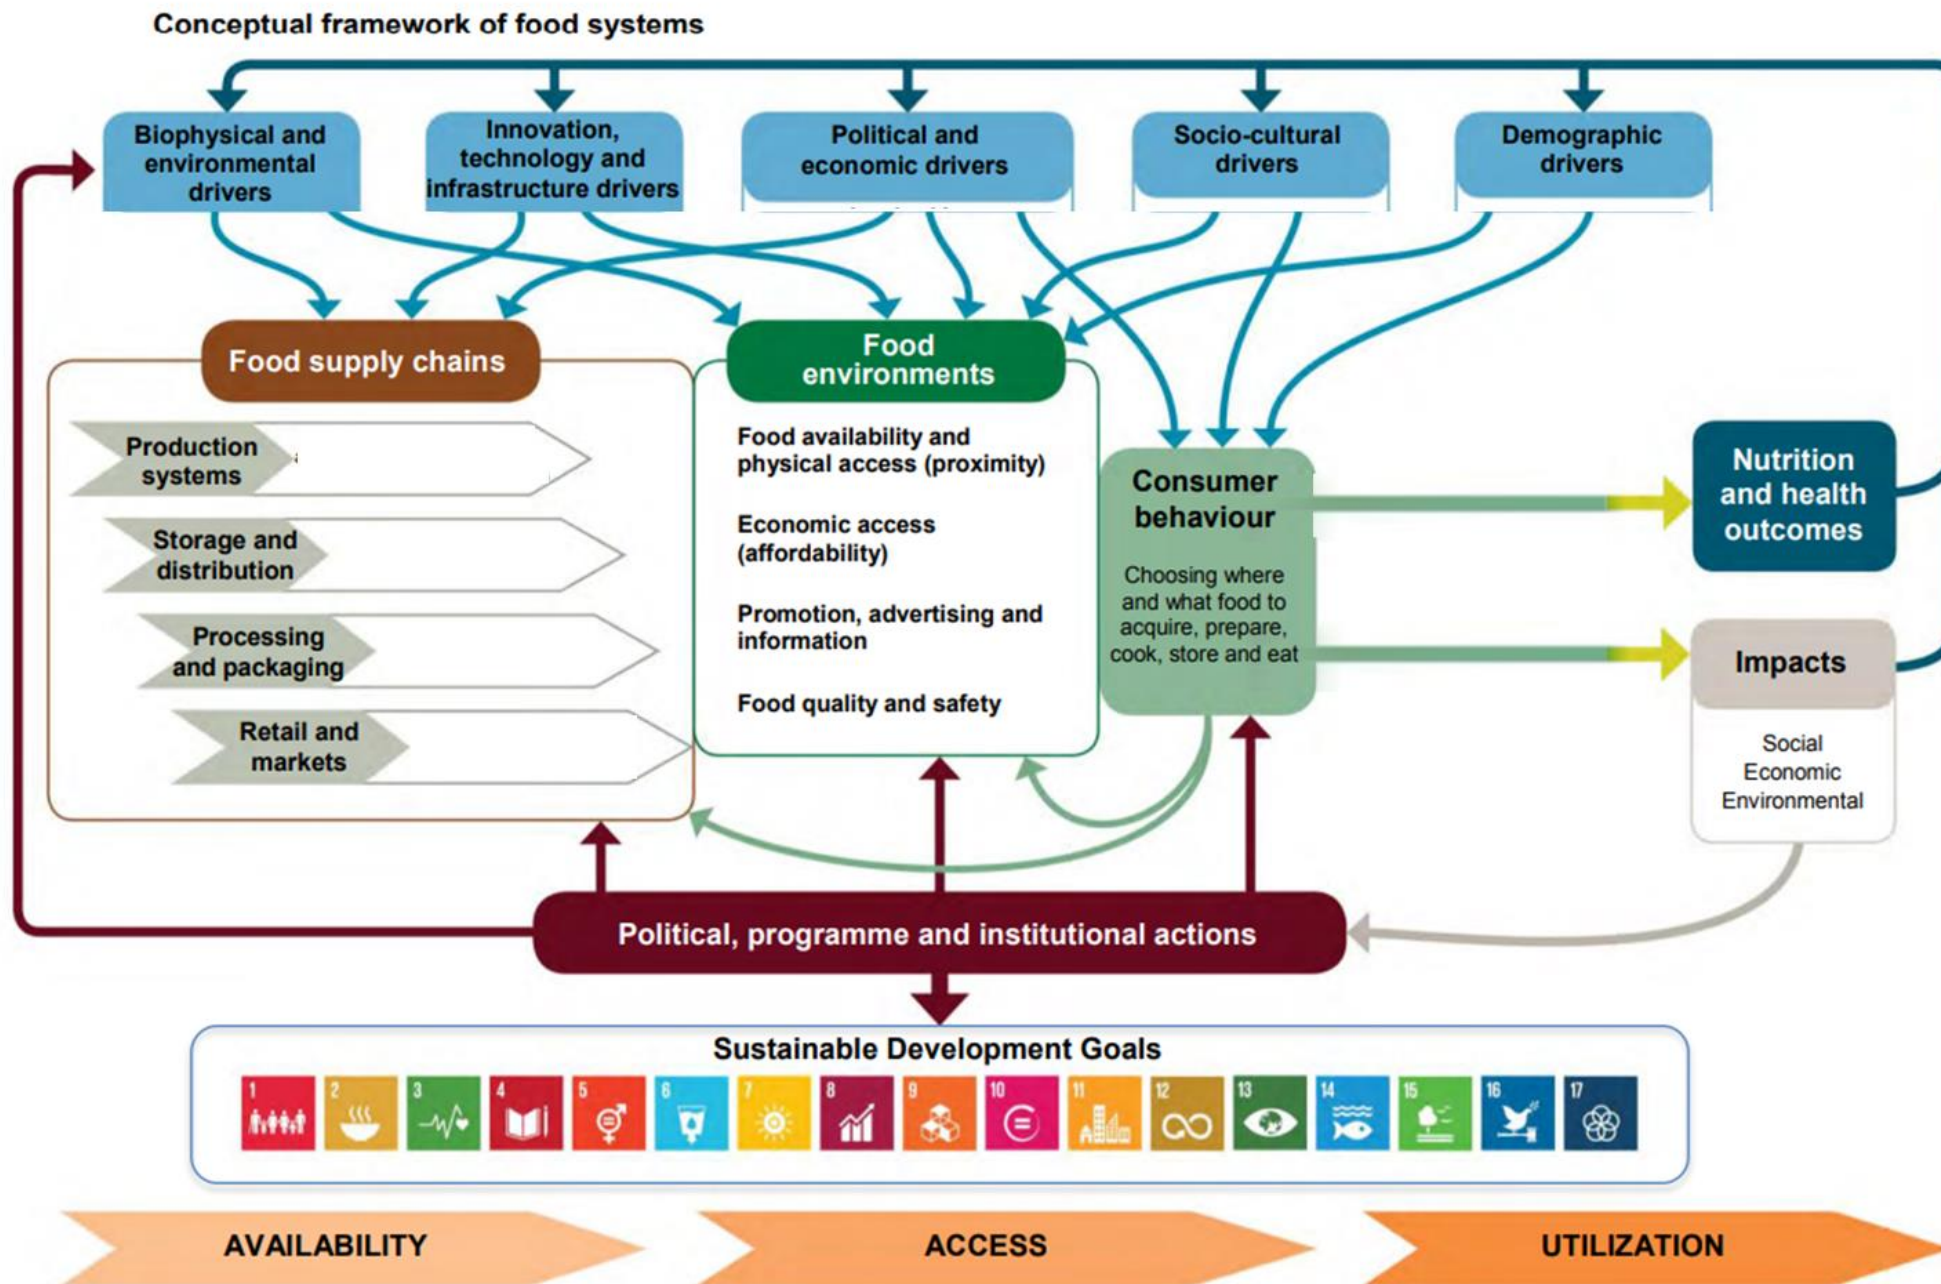 Conceptual framework of food systems
Biophysical and
environmental
drivers
Innovation,
technology and
infrastructure drivers
Political and
economic drivers
Socio-cultural
drivers
Demographic
drivers
Food supply chains
Production
systems
Storage and
distribution
Processing
and packaging
Retail and
markets
Food
environments
Food availability and
physical access (proximity)
Economic access
(affordability)
Promotion, advertising and
information
Food quality and safety
Consumer
behaviour
Choosing where
and what food to
acquire, prepare,
cook, store and eat
Nutrition
and health
outcomes
Impacts
Social
Economic
Environmental
Political, programme and institutional actions
Sustainable Development Goals
1 2 3 4 5 6 7 8 9 10 11 12 13 14 15 16 17
AVAILABILITY ACCESS UTILIZATION